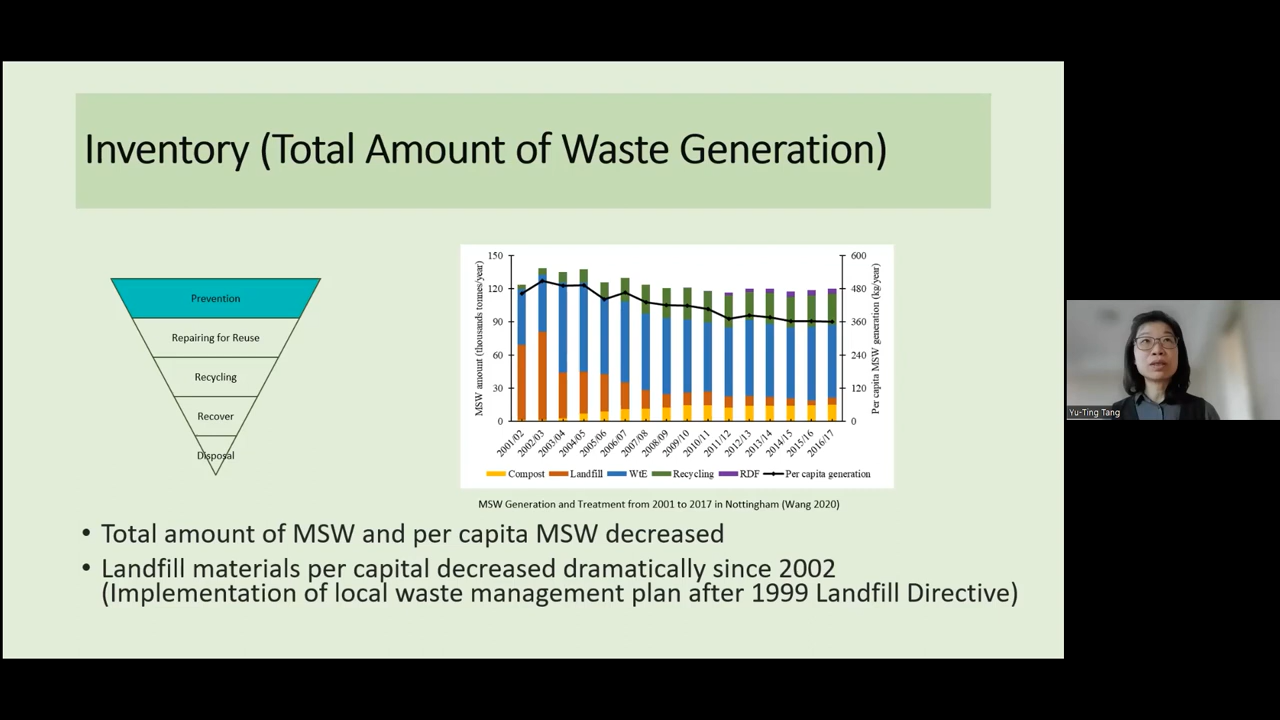 Inventory (Total Amount of Waste Generation)
Prevention
Repairing for Reuse
Recycling
Recover
Disposal
MSW amount (thousands tonnes/year)
150
120
90
60
30
0
600
480
360
240
120
0
Per capita MSW generation (kg/year)
2001/02
2002/03
2003/04
2004/05
2005/06
2006/07
2007/08
2008/09
2009/10
2010/11
2011/12
2012/13
2013/14
2014/15
2015/16
2016/17
Compost Landfill WtE Recycling RDF Per capita generation
MSW Generation and Treatment from 2001 to 2017 in Nottingham (Wang 2020)
• Total amount of MSW and per capita MSW decreased
• Landfill materials per capital decreased dramatically since 2002
(Implementation of local waste management plan after 1999 Landfill Directive)
Yu-Ting Tang